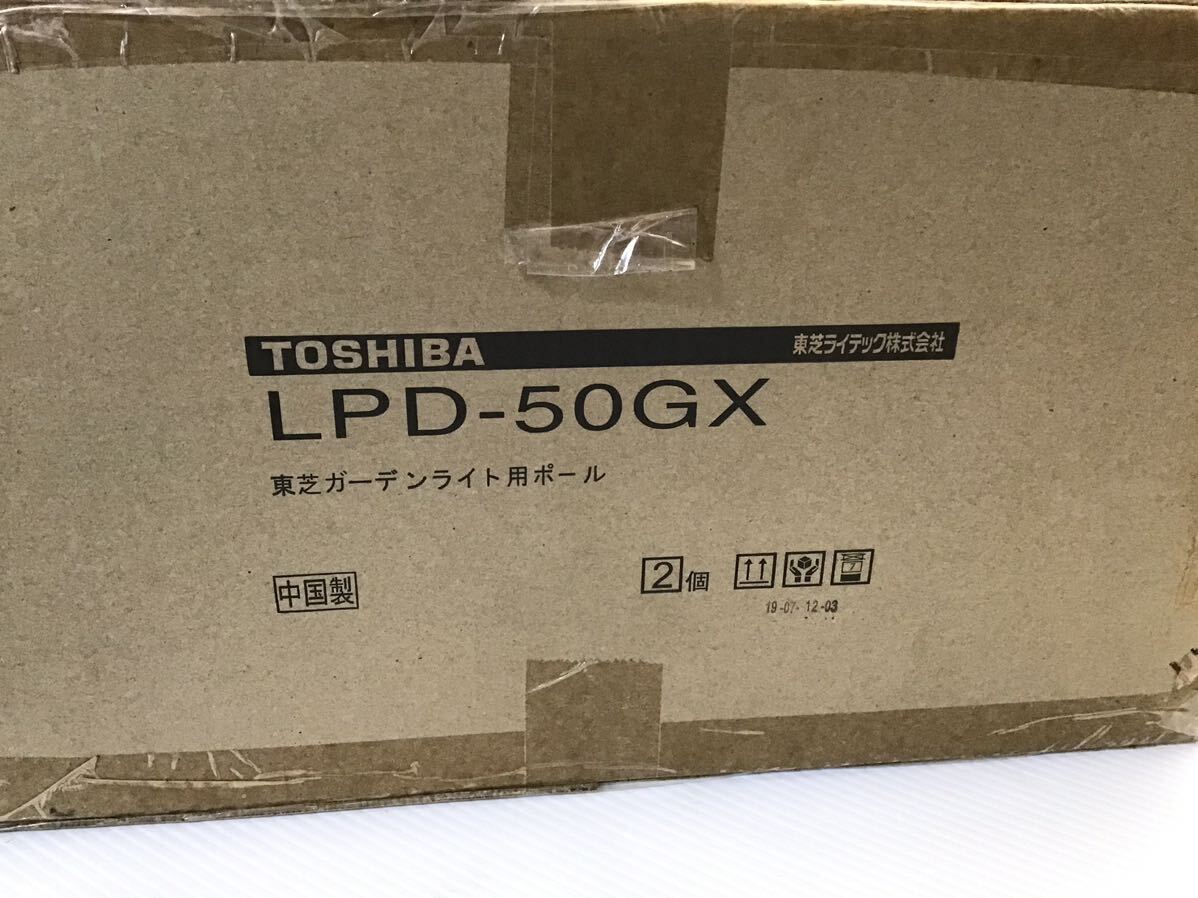 TOSHIBA 東芝ライテック株式会社
LPD-50GX
東芝ガーデンライト用ポール
中国製 2個 7
19-07-12-03